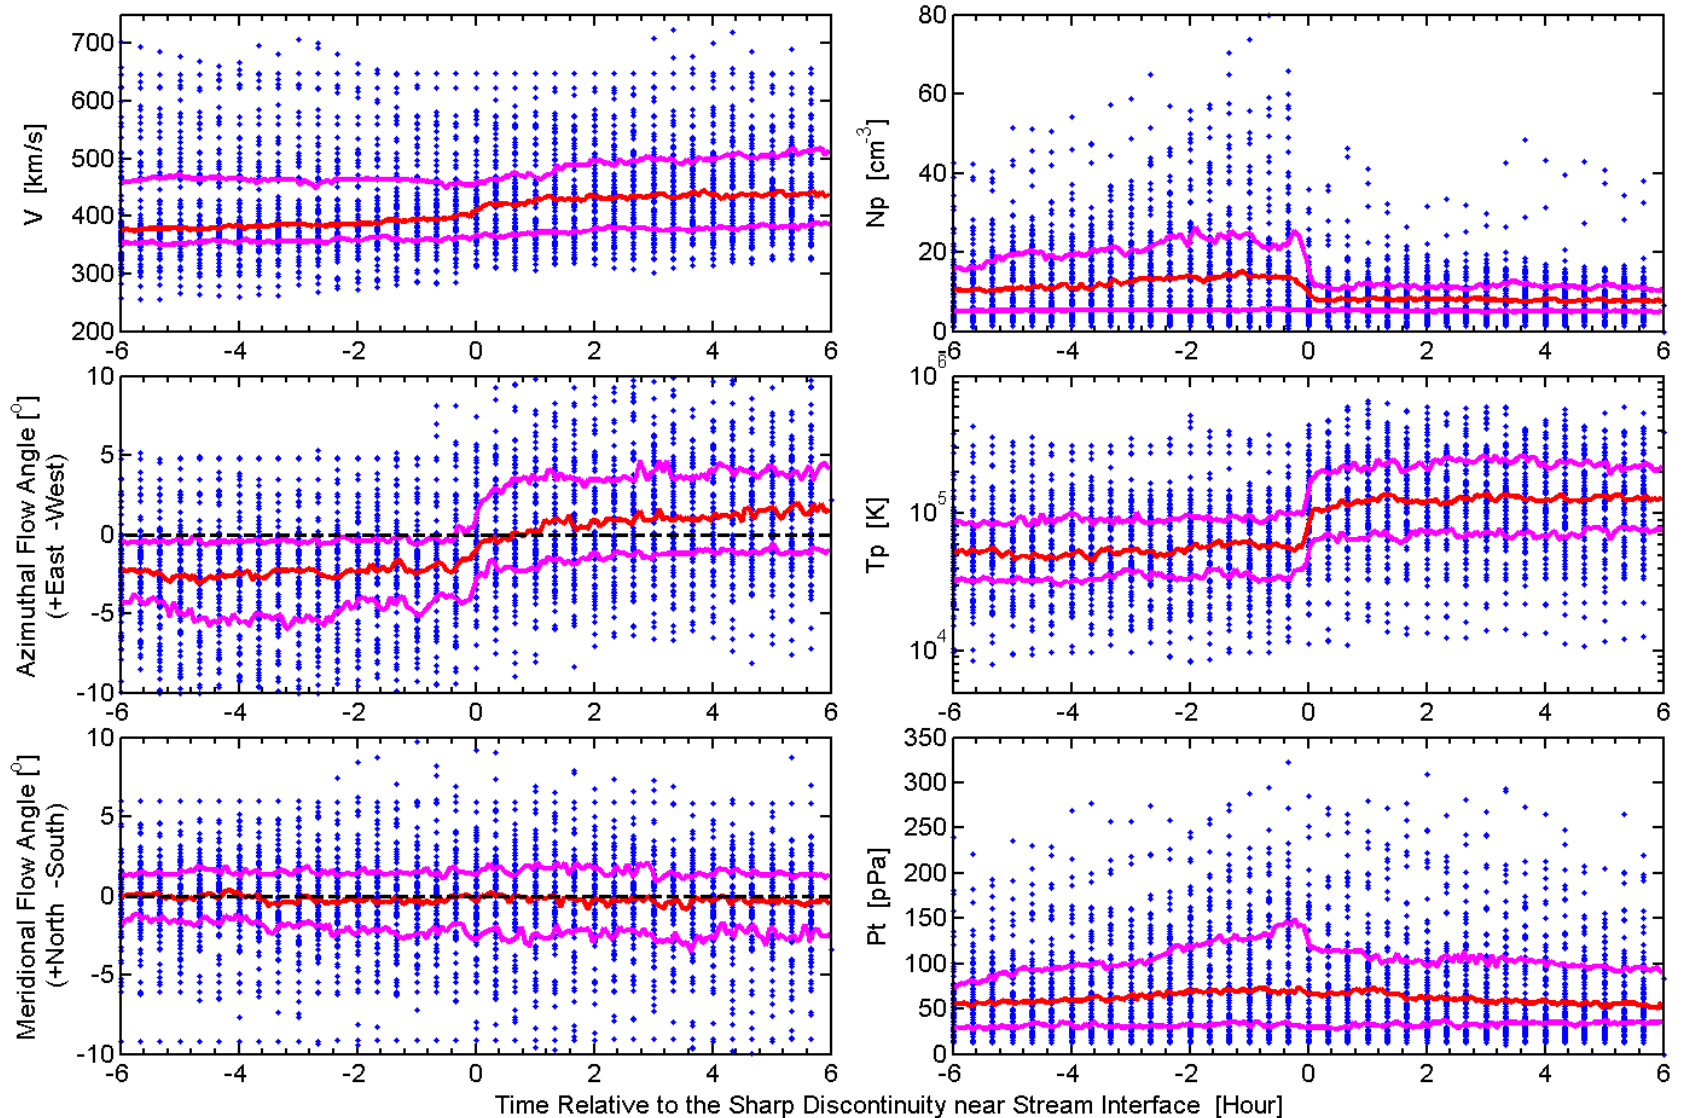 700
600
500
400
300
200
V [km/s]
-6 -4 -2 0 2 4 6
80
60
40
20
0
Np [cm-3]
-6 -4 -2 0 2 4 6
10
5
0
-5
-10
Azimuthal Flow Angle [o]
(+East -West)
-6 -4 -2 0 2 4 6
10^6
10^5
10^4
Tp [K]
-6 -4 -2 0 2 4 6
10
5
0
-5
-10
Meridional Flow Angle [o]
(+North -South)
-6 -4 -2 0 2 4 6
350
300
250
200
150
100
50
0
Pt [pPa]
-6 -4 -2 0 2 4 6
Time Relative to the Sharp Discontinuity near Stream Interface [Hour]